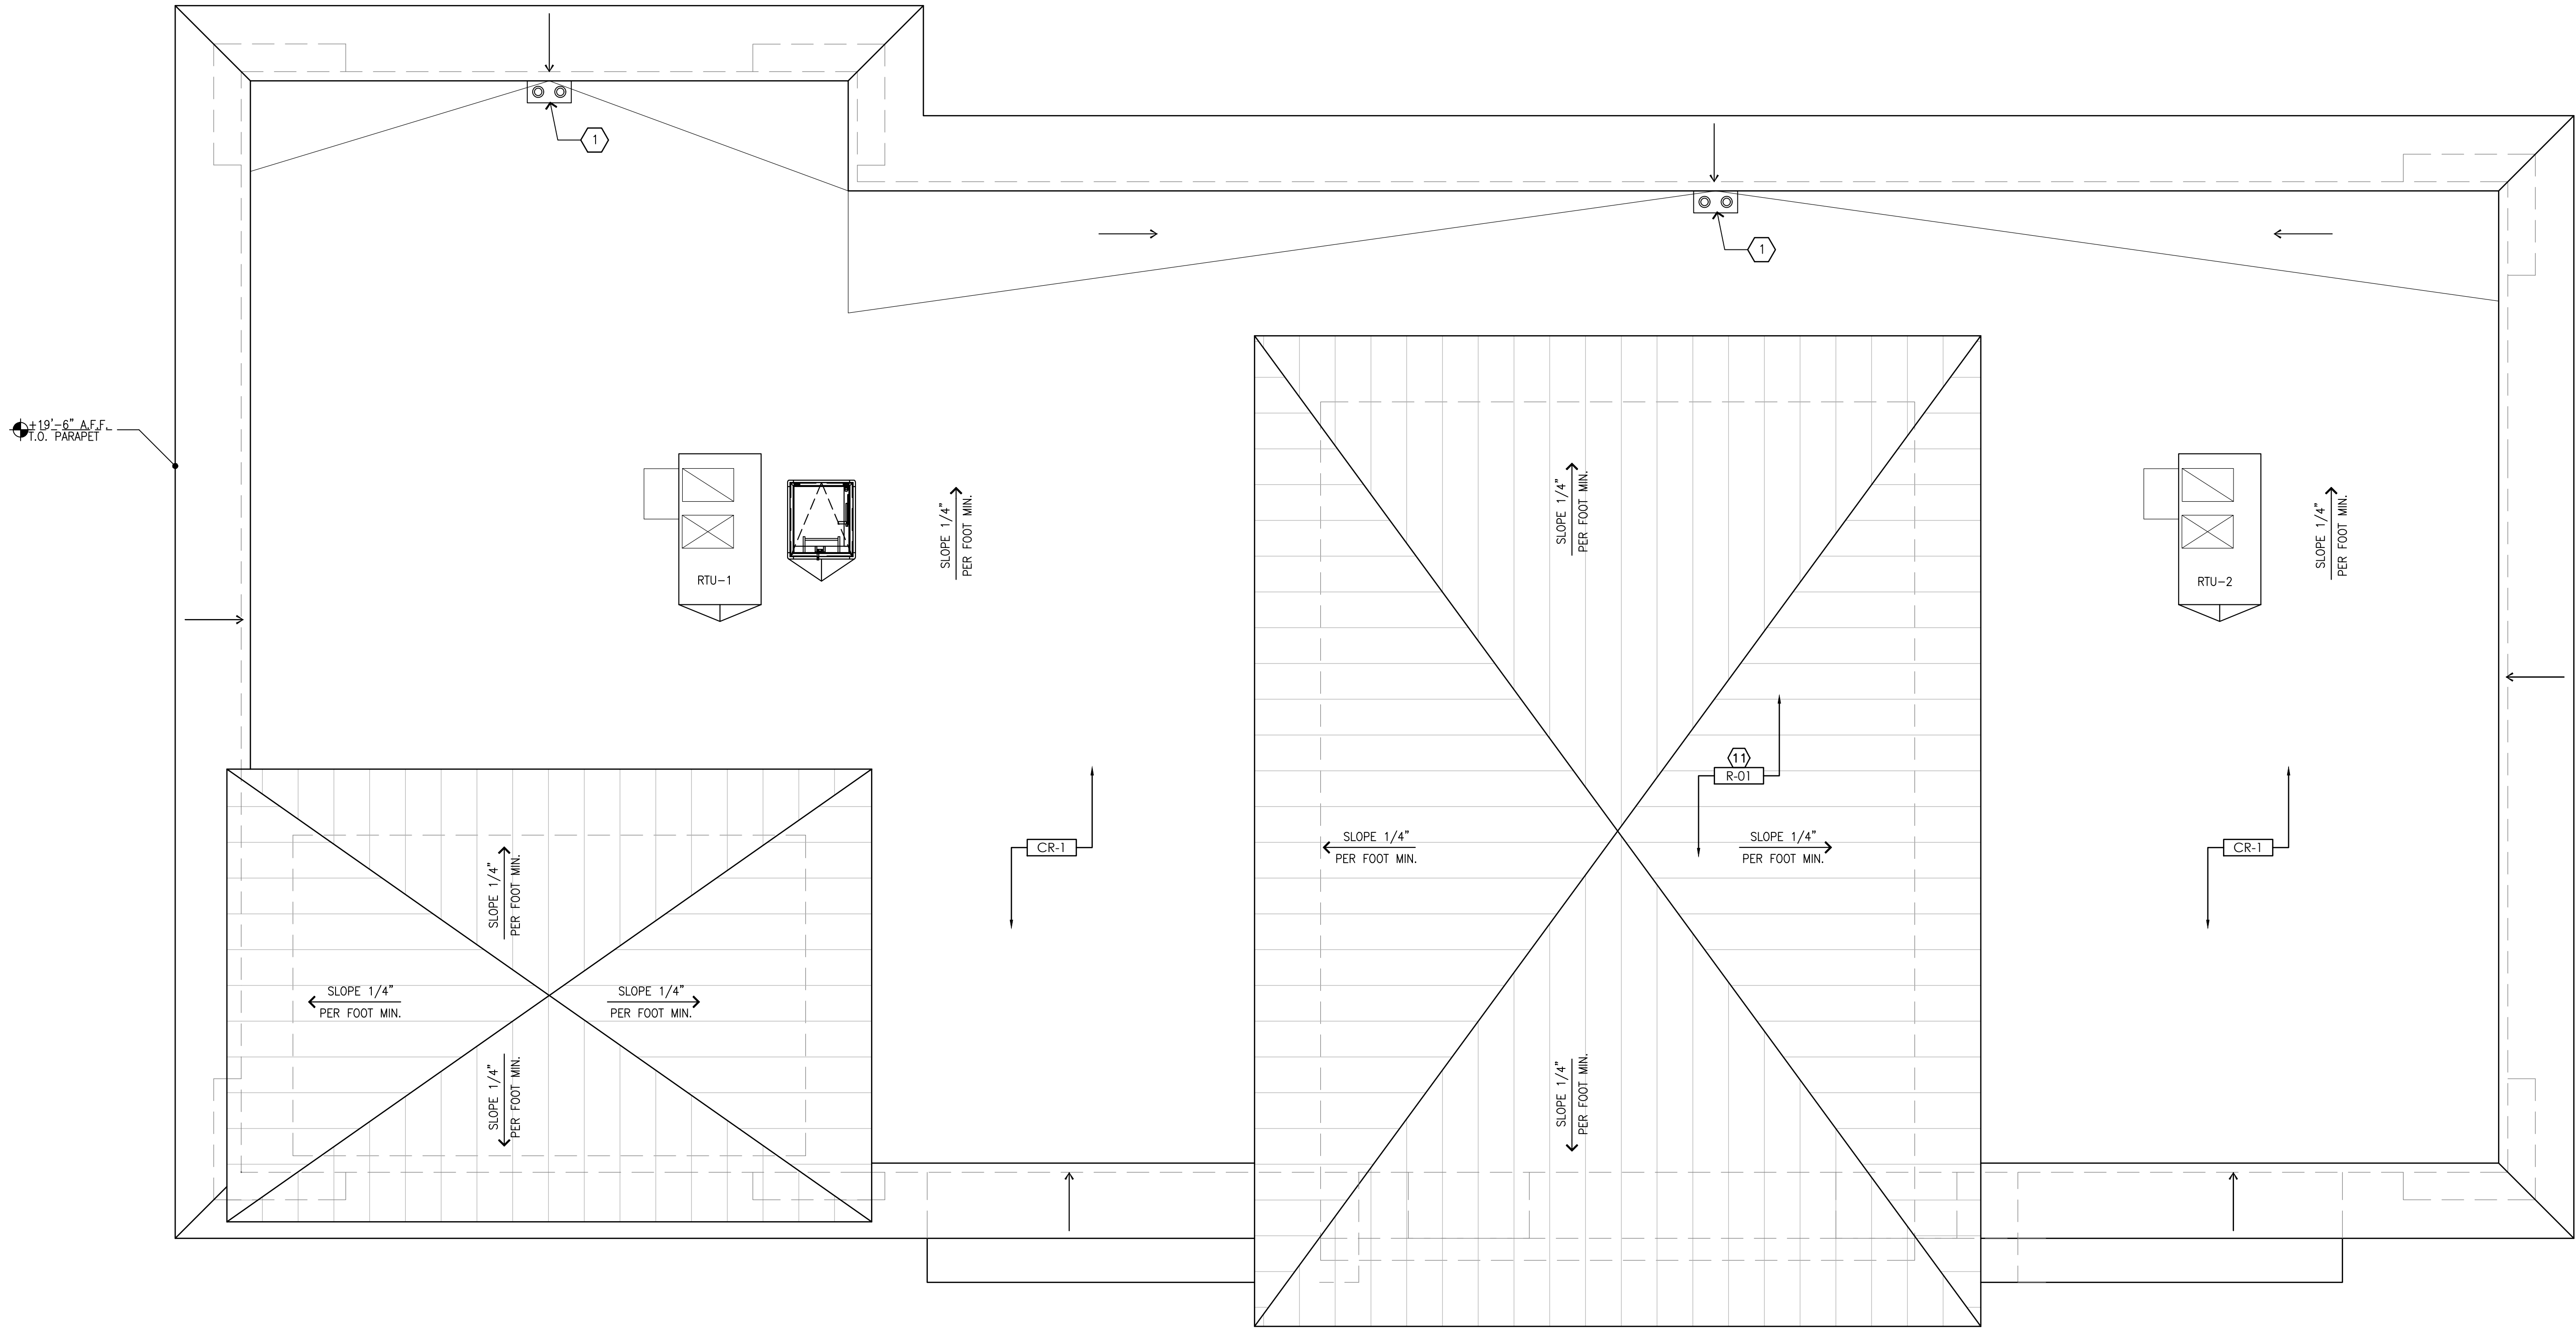 1
1
+19'-6" A.F.F.
T.O. PARAPET
SLOPE 1/4"
PER FOOT MIN.
SLOPE 1/4"
PER FOOT MIN.
SLOPE 1/4"
PER FOOT MIN.
RTU-1
RTU-2
11
R-01
SLOPE 1/4"
PER FOOT MIN.
SLOPE 1/4"
PER FOOT MIN.
CR-1
CR-1
SLOPE 1/4"
PER FOOT MIN.
SLOPE 1/4"
PER FOOT MIN.
SLOPE 1/4"
PER FOOT MIN.
SLOPE 1/4"
PER FOOT MIN.
SLOPE 1/4"
PER FOOT MIN.